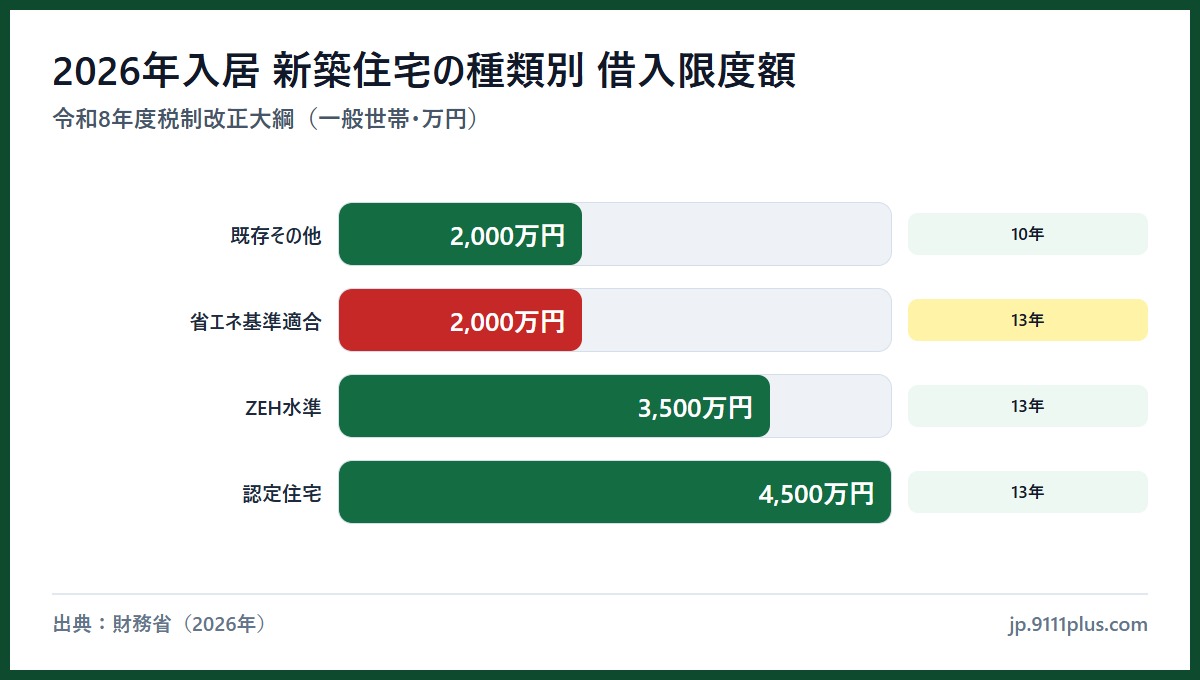 2026年入居 新築住宅の種類別 借入限度額
令和8年度税制改正大綱（一般世帯･万円）
既存その他 2,000万円 10年
省エネ基準適合 2,000万円 13年
ZEH水準 3,500万円 13年
認定住宅 4,500万円 13年
出典：財務省（2026年） jp.9111plus.com